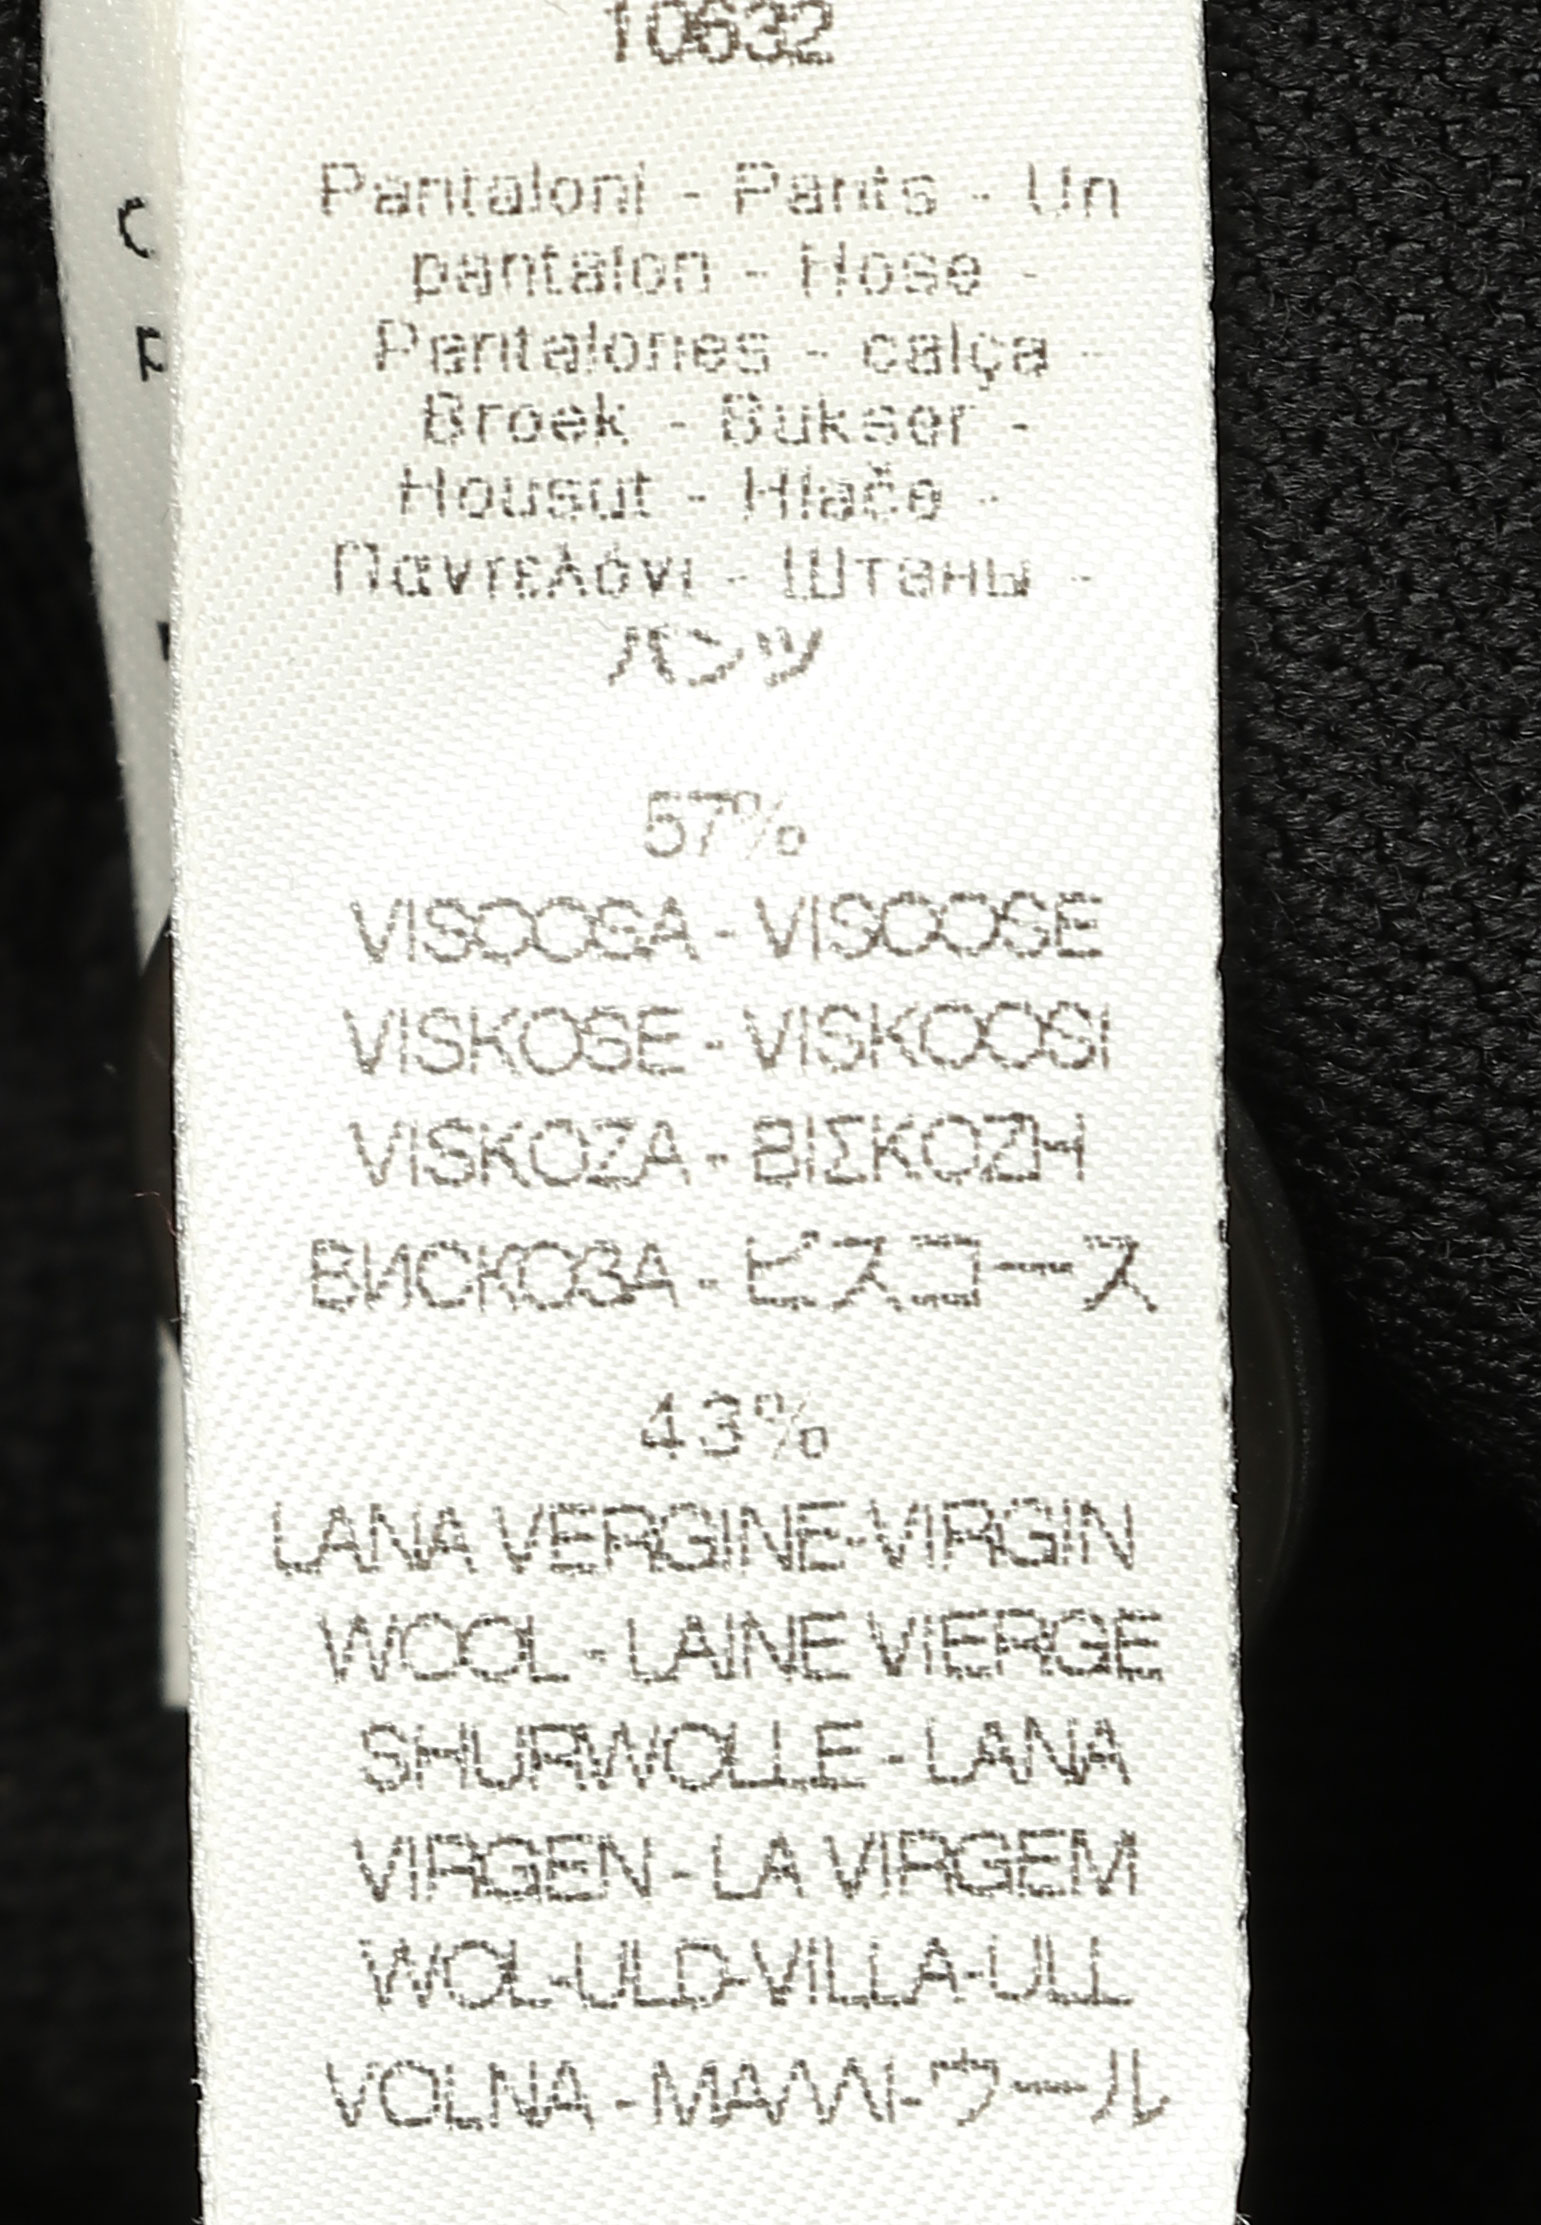 10632
Pantaloni - Pants - Un
pantalon - Hose -
Pantalones - calça -
Broek - Bukser -
Housut - Hlače -
Παντελόνι - Штаны -
パンツ
57%
VISCOSA - VISCOSE
VISKOSE - VISKOOSI
VISKOZA - ΒΙΣΚΟΖΗ
ВИСКОЗА - ビスコース
43%
LANA VERGINE-VIRGIN
WOOL - LAINE VIERGE
SHURWOLLE - LANA
VIRGEN - LA VIRGEM
WOL-ULD-VILLA-ULL
VOLNA - ΜΑΛΛΙ-ウール